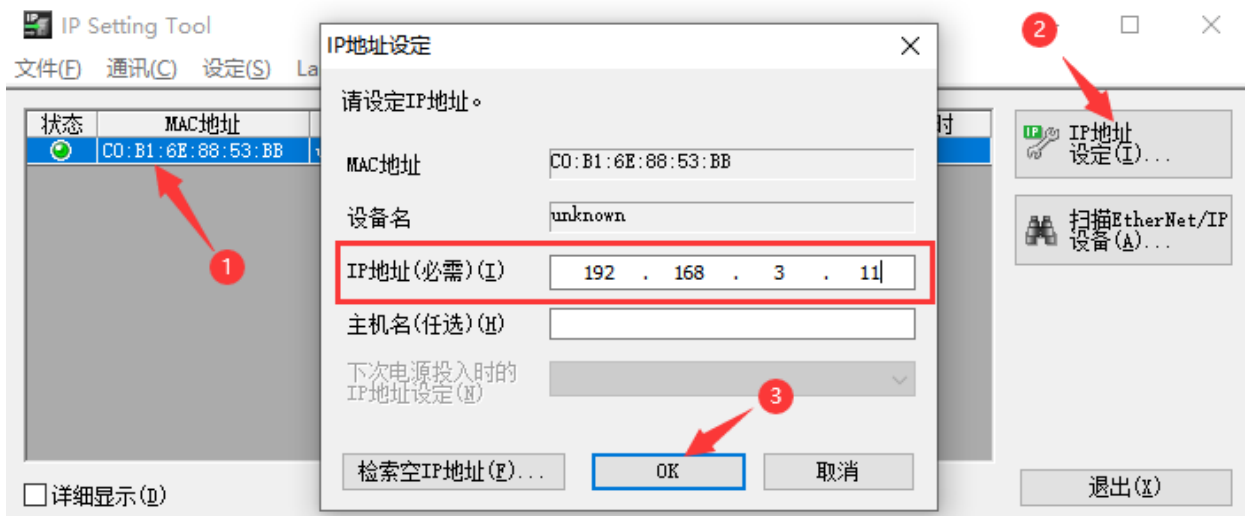 IP Setting Tool
文件(F) 通讯(C) 设定(S) La
状态 MAC地址 时
C0:B1:6E:88:53:BB
IP地址设定
请设定IP地址。
MAC地址 C0:B1:6E:88:53:BB
设备名 unknown
IP地址(必需)(I) 192 . 168 . 3 . 11
主机名(任选)(H)
下次电源投入时的
IP地址设定(N)
检索空IP地址(F)... OK 取消
1
2
3
IP地址
设定(I)...
扫描EtherNet/IP
设备(A)...
详细显示(D)
退出(X)